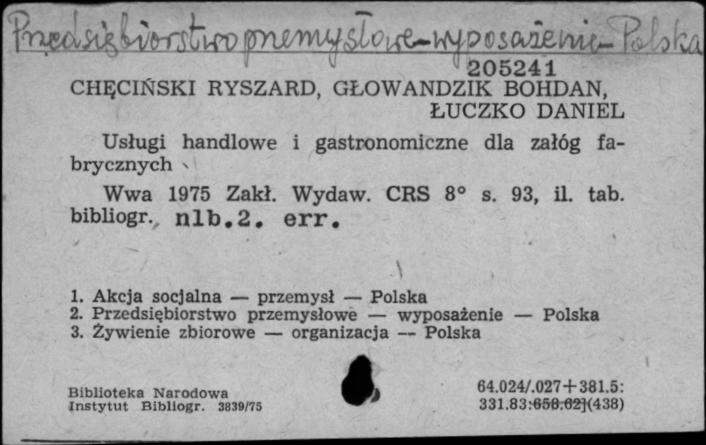 Przedsiębiorstwo przemysłowe – wyposażenie – Polska
205241
CHĘCIŃSKI RYSZARD, GŁOWANDZIK BOHDAN,
ŁUCZKO DANIEL
Usługi handlowe i gastronomiczne dla załóg fa-
brycznych
Wwa 1975 Zakł. Wydaw. CRS 8° s. 93, il. tab.
bibliogr., nlb.2. err.
1. Akcja socjalna — przemysł — Polska
2. Przedsiębiorstwo przemysłowe — wyposażenie — Polska
3. Żywienie zbiorowe — organizacja — Polska
Biblioteka Narodowa
Instytut Bibliogr. 3839/75
64.024/.027+381.5:
331.83:658.62](438)